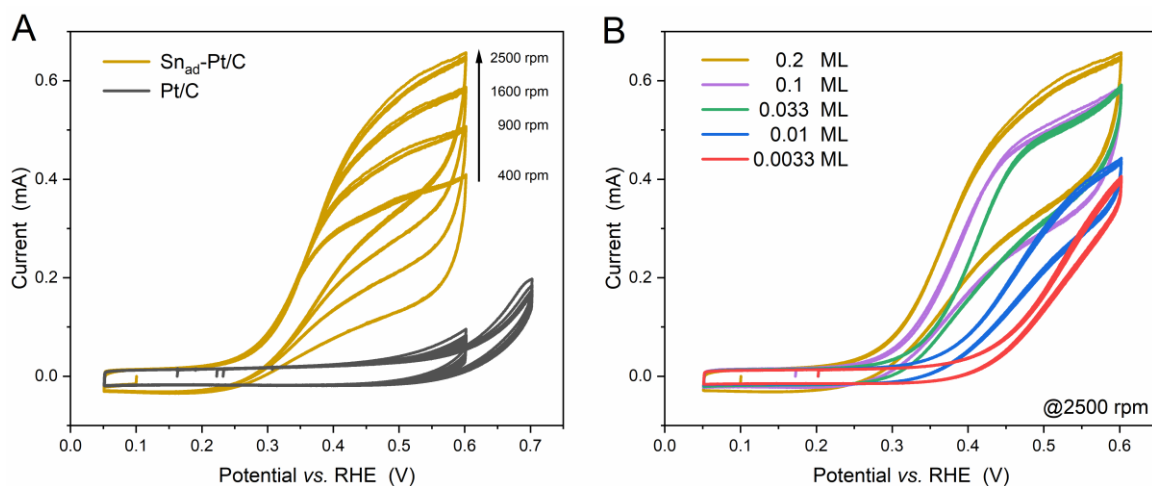 A
Sn_ad-Pt/C
Pt/C
2500 rpm
1600 rpm
900 rpm
400 rpm
Current (mA)
0.6
0.4
0.2
0.0
0.0 0.1 0.2 0.3 0.4 0.5 0.6 0.7
Potential vs. RHE (V)
B
0.2 ML
0.1 ML
0.033 ML
0.01 ML
0.0033 ML
@2500 rpm
Current (mA)
0.6
0.4
0.2
0.0
0.0 0.1 0.2 0.3 0.4 0.5 0.6
Potential vs. RHE (V)